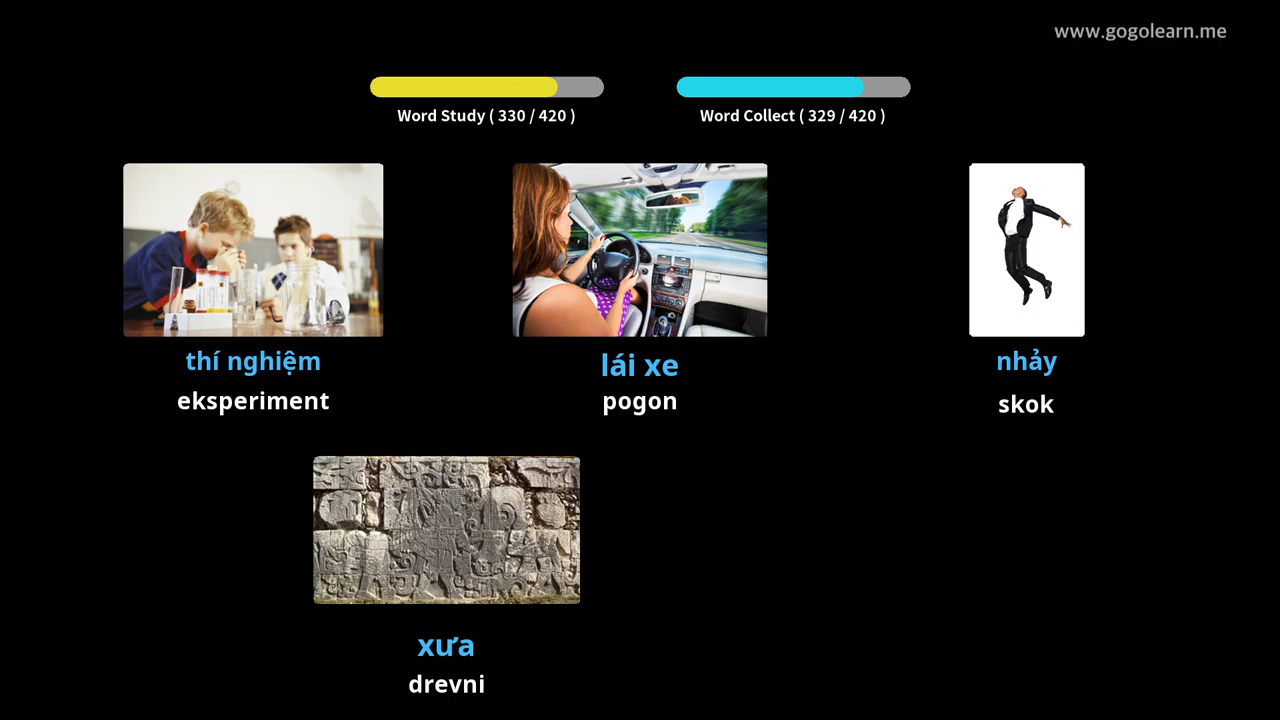 www.gogolearn.me
Word Study ( 330 / 420 )
Word Collect ( 329 / 420 )
thí nghiệm
eksperiment
lái xe
pogon
nhảy
skok
xưa
drevni